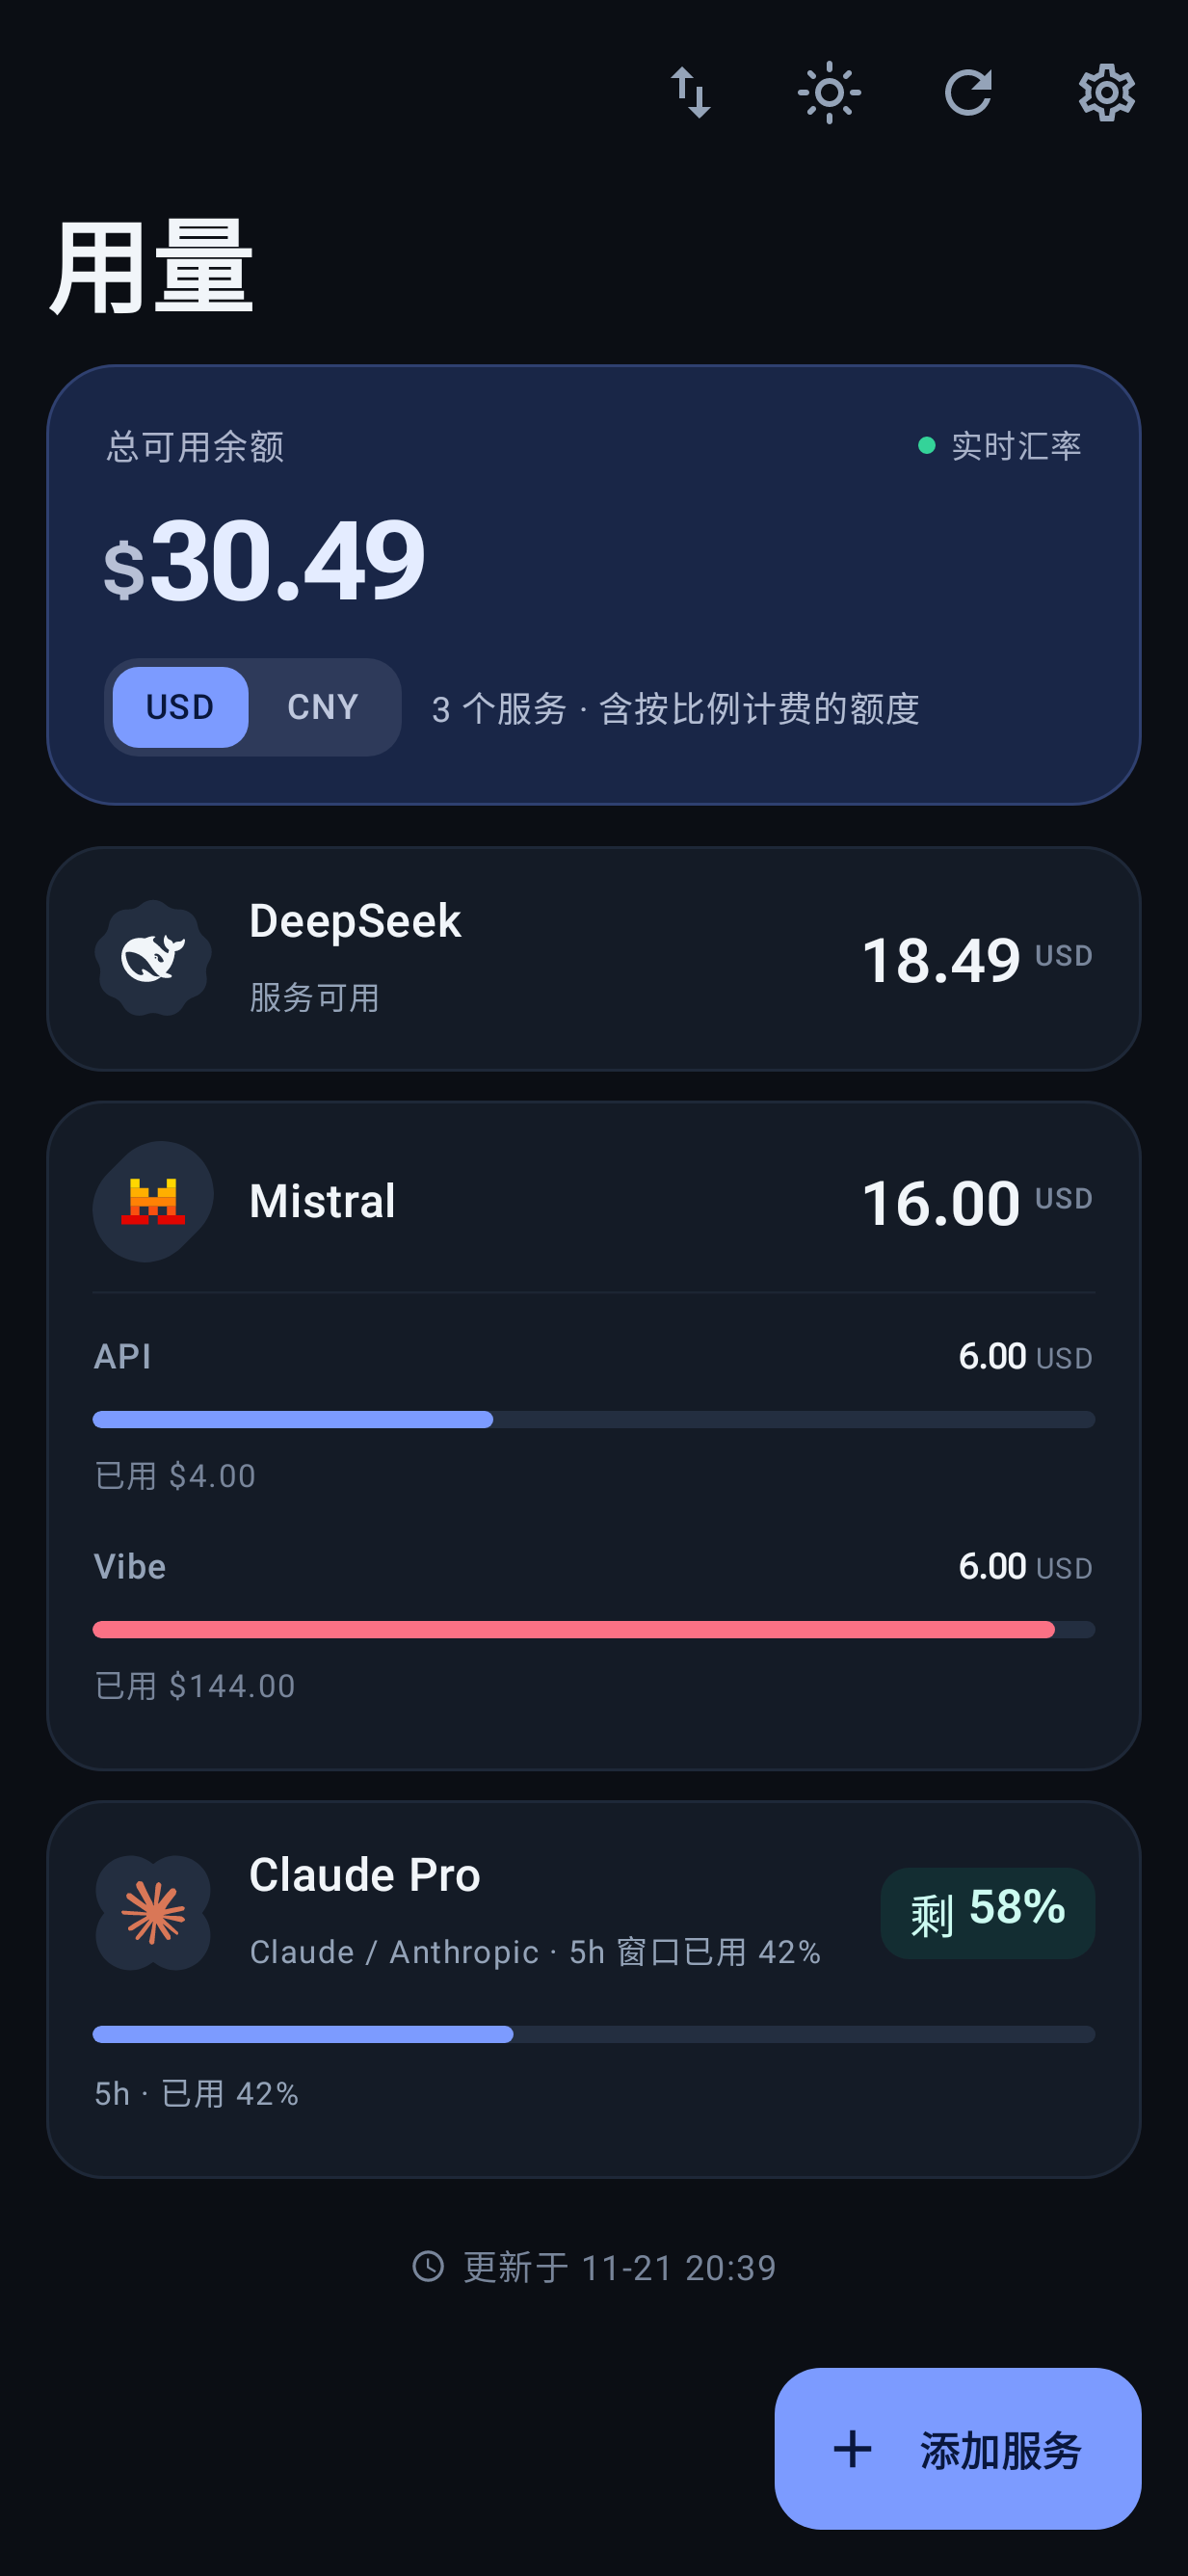 用量
总可用余额
实时汇率
$30.49
USD CNY 3 个服务 · 含按比例计费的额度
DeepSeek
服务可用
18.49 USD
Mistral
16.00 USD
API
6.00 USD
已用 $4.00
Vibe
6.00 USD
已用 $144.00
Claude Pro
Claude / Anthropic · 5h 窗口已用 42%
剩 58%
5h · 已用 42%
更新于 11-21 20:39
添加服务